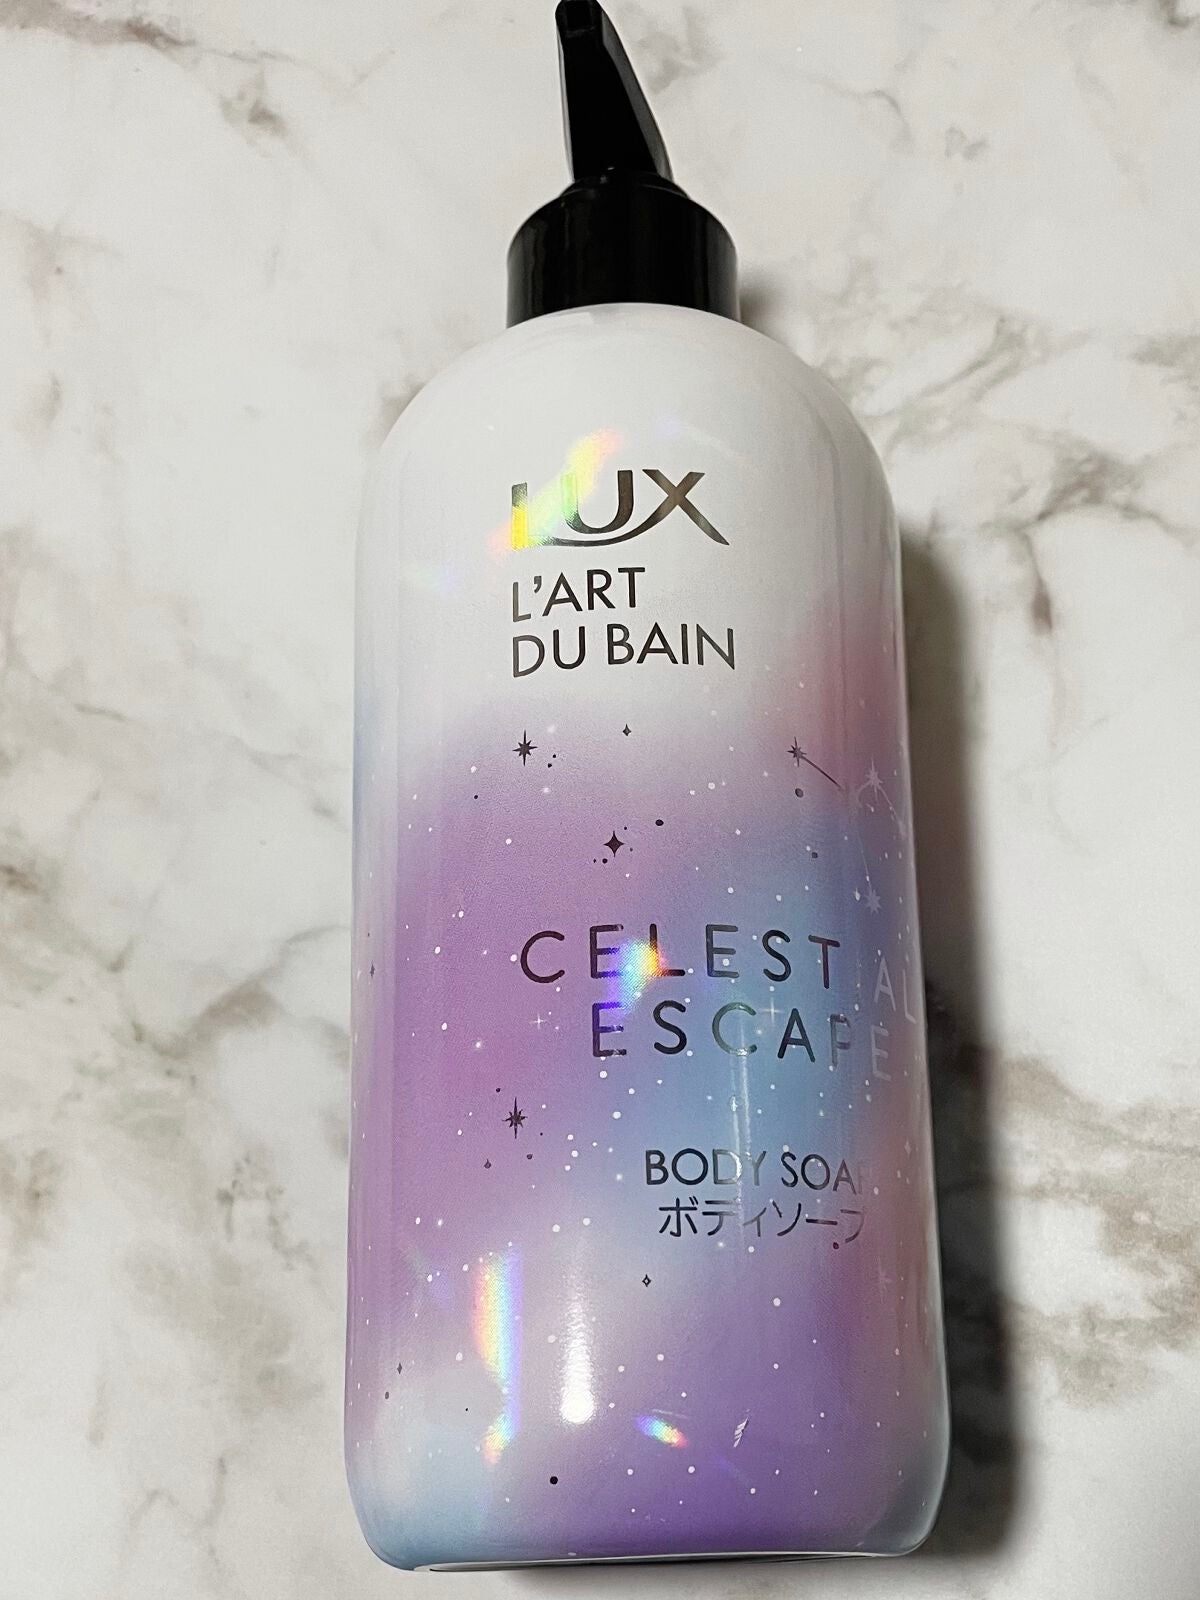 LUX
L'ART
DU BAIN
CELESTIAL
ESCAPE
BODY SOAP
ボディソープ